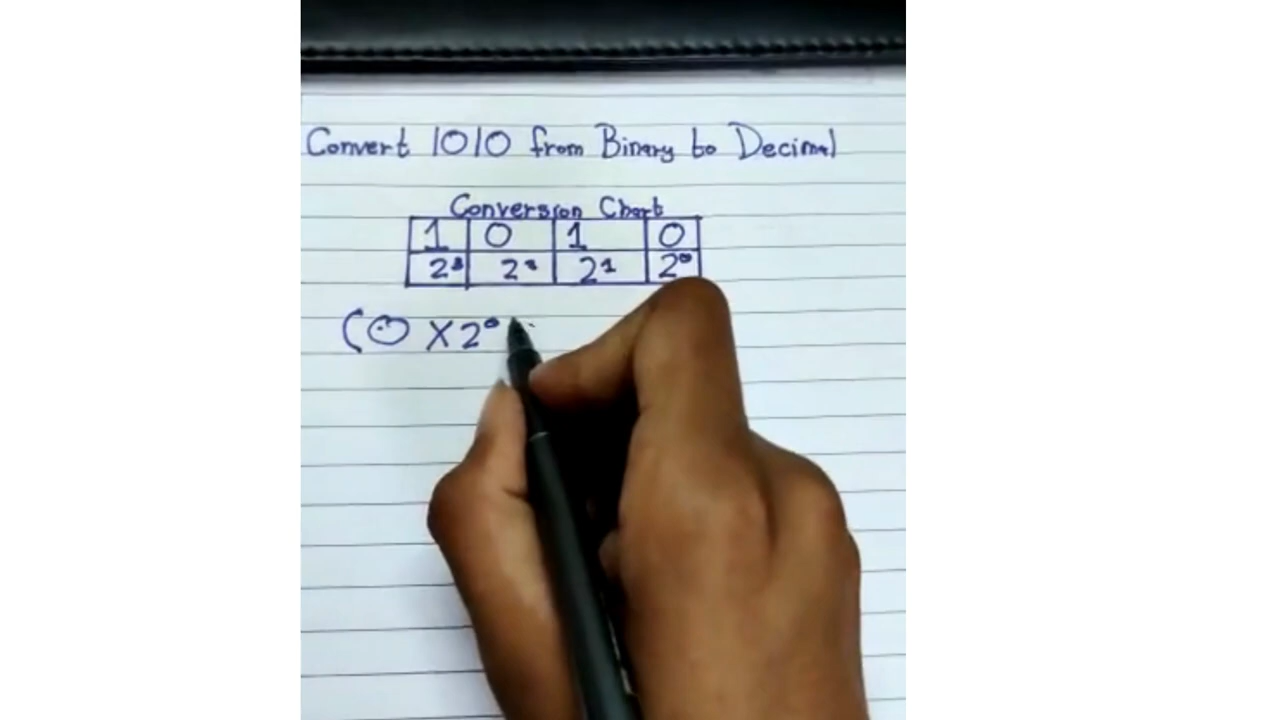 Convert 1010 from Binary to Decimal
Conversion Chart
1 0 1 0
2³ 2² 2¹ 2⁰
(0 X 2⁰